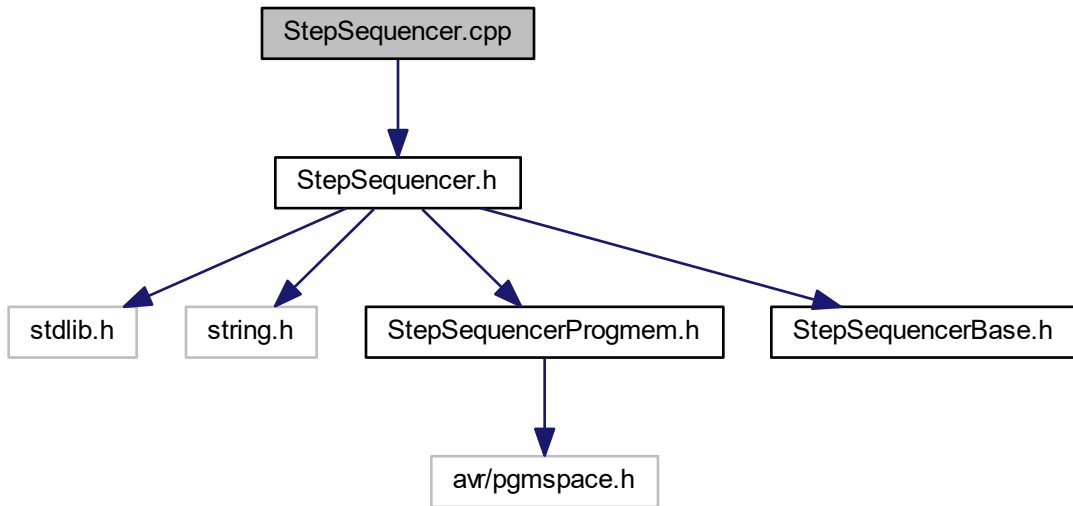 StepSequencer.cpp
StepSequencer.h
stdlib.h
string.h
StepSequencerProgmem.h
StepSequencerBase.h
avr/pgmspace.h